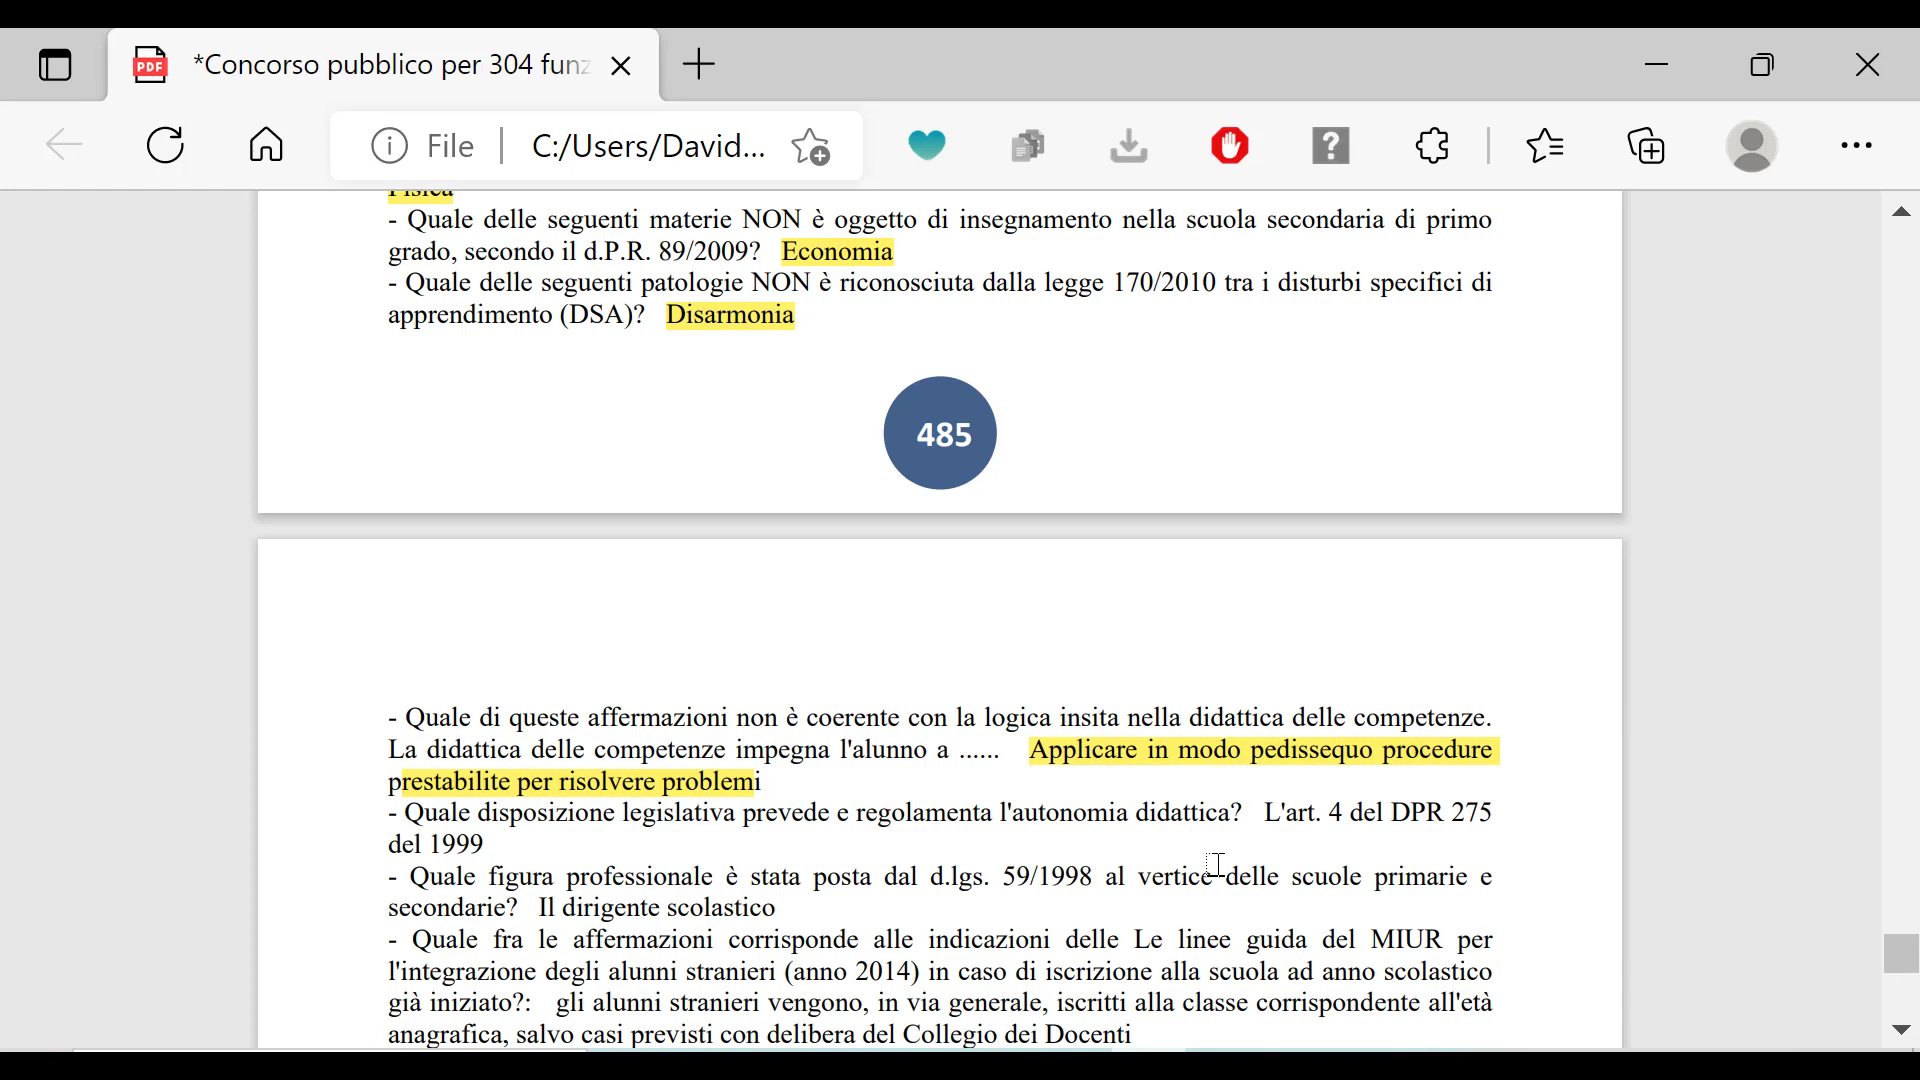 PDF *Concorso pubblico per 304 funz
File C:/Users/David...
Fisica
- Quale delle seguenti materie NON è oggetto di insegnamento nella scuola secondaria di primo
grado, secondo il d.P.R. 89/2009? Economia
- Quale delle seguenti patologie NON è riconosciuta dalla legge 170/2010 tra i disturbi specifici di
apprendimento (DSA)? Disarmonia
485
- Quale di queste affermazioni non è coerente con la logica insita nella didattica delle competenze.
La didattica delle competenze impegna l'alunno a ...... Applicare in modo pedissequo procedure
prestabilite per risolvere problemi
- Quale disposizione legislativa prevede e regolamenta l'autonomia didattica? L'art. 4 del DPR 275
del 1999
- Quale figura professionale è stata posta dal d.lgs. 59/1998 al vertice delle scuole primarie e
secondarie? Il dirigente scolastico
- Quale fra le affermazioni corrisponde alle indicazioni delle Le linee guida del MIUR per
l'integrazione degli alunni stranieri (anno 2014) in caso di iscrizione alla scuola ad anno scolastico
già iniziato?: gli alunni stranieri vengono, in via generale, iscritti alla classe corrispondente all'età
anagrafica, salvo casi previsti con delibera del Collegio dei Docenti